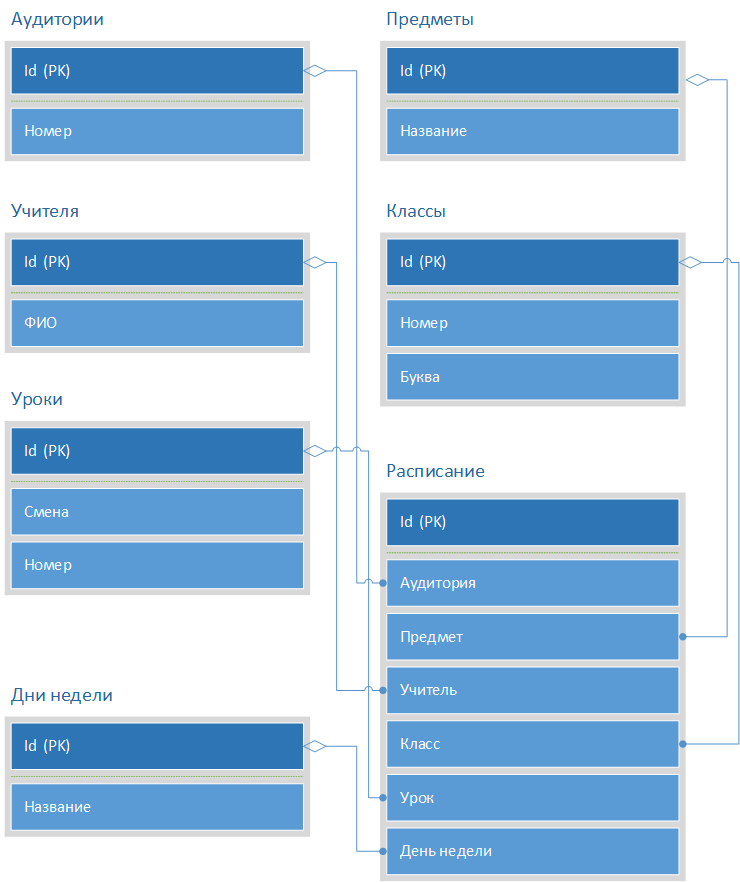 Аудитории
Id (PK)
Номер
Учителя
Id (PK)
ФИО
Уроки
Id (PK)
Смена
Номер
Дни недели
Id (PK)
Название
Предметы
Id (PK)
Название
Классы
Id (PK)
Номер
Буква
Расписание
Id (PK)
Аудитория
Предмет
Учитель
Класс
Урок
День недели